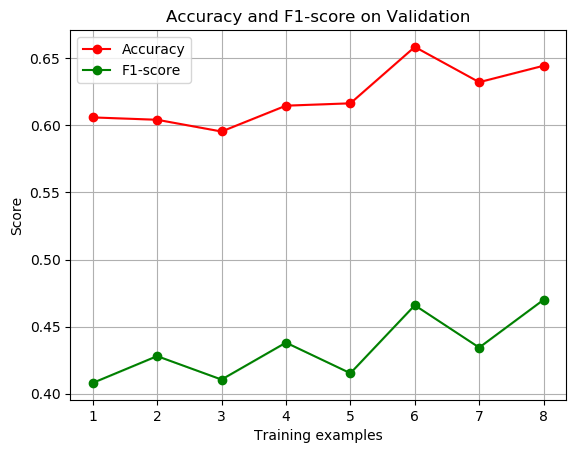 Accuracy and F1-score on Validation
Accuracy
F1-score
0.65
0.60
0.55
0.50
0.45
0.40
Score
1 2 3 4 5 6 7 8
Training examples